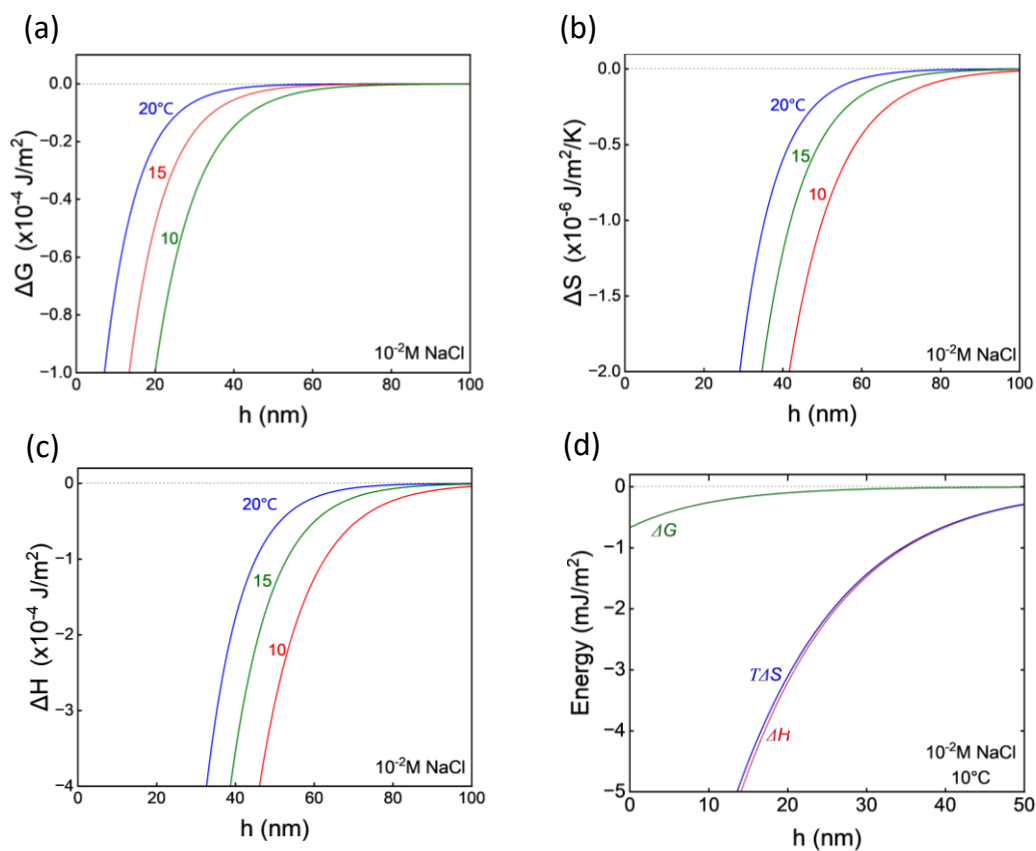 (a)
0.0
−0.2
−0.4
−0.6
−0.8
−1.0
ΔG (x10⁻⁴ J/m²)
20°C
15
10
10⁻²M NaCl
0 20 40 60 80 100
h (nm)
(b)
0.0
−0.5
−1.0
−1.5
−2.0
ΔS (x10⁻⁶ J/m²/K)
20°C
15
10
10⁻²M NaCl
0 20 40 60 80 100
h (nm)
(c)
0
−1
−2
−3
−4
ΔH (x10⁻⁴ J/m²)
20°C
15
10
10⁻²M NaCl
0 20 40 60 80 100
h (nm)
(d)
0
−1
−2
−3
−4
−5
Energy (mJ/m²)
ΔG
TΔS
ΔH
10⁻²M NaCl
10°C
0 10 20 30 40 50
h (nm)